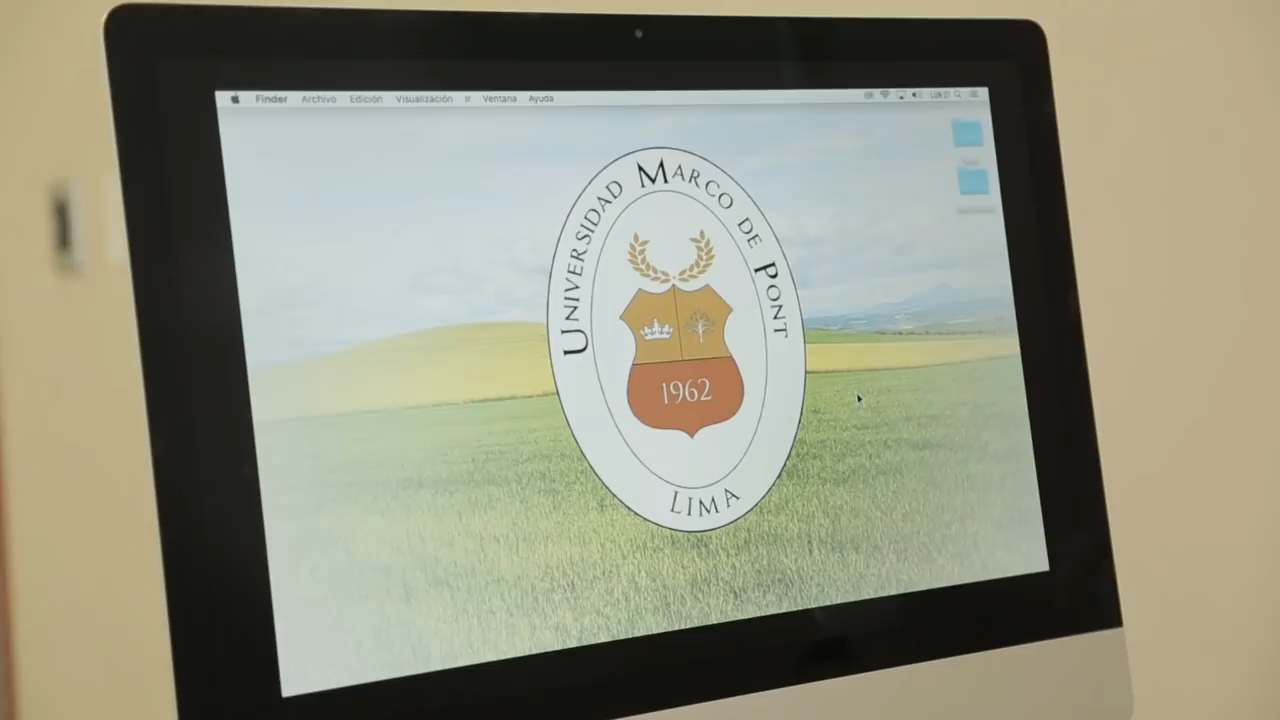 Finder Archivo Edición Visualización Ir Ventana Ayuda
UNIVERSIDAD MARCO DE PONT
1962
LIMA